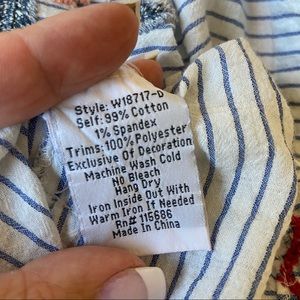 Style: W18717-D
Self: 99% Cotton
1% Spandex
Trims: 100% Polyester
Exclusive Of Decoration
Machine Wash Cold
No Bleach
Hang Dry
Iron Inside Out With
Warm Iron If Needed
Rn# 115686
Made In China